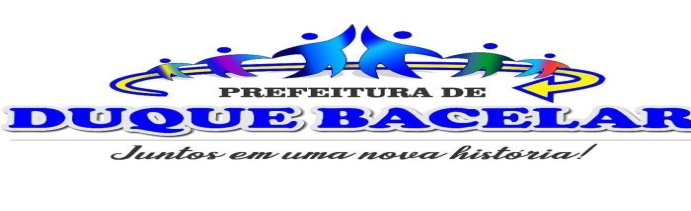 PREFEITURA DE
DUQUE BACELAR
Juntos em uma nova história!